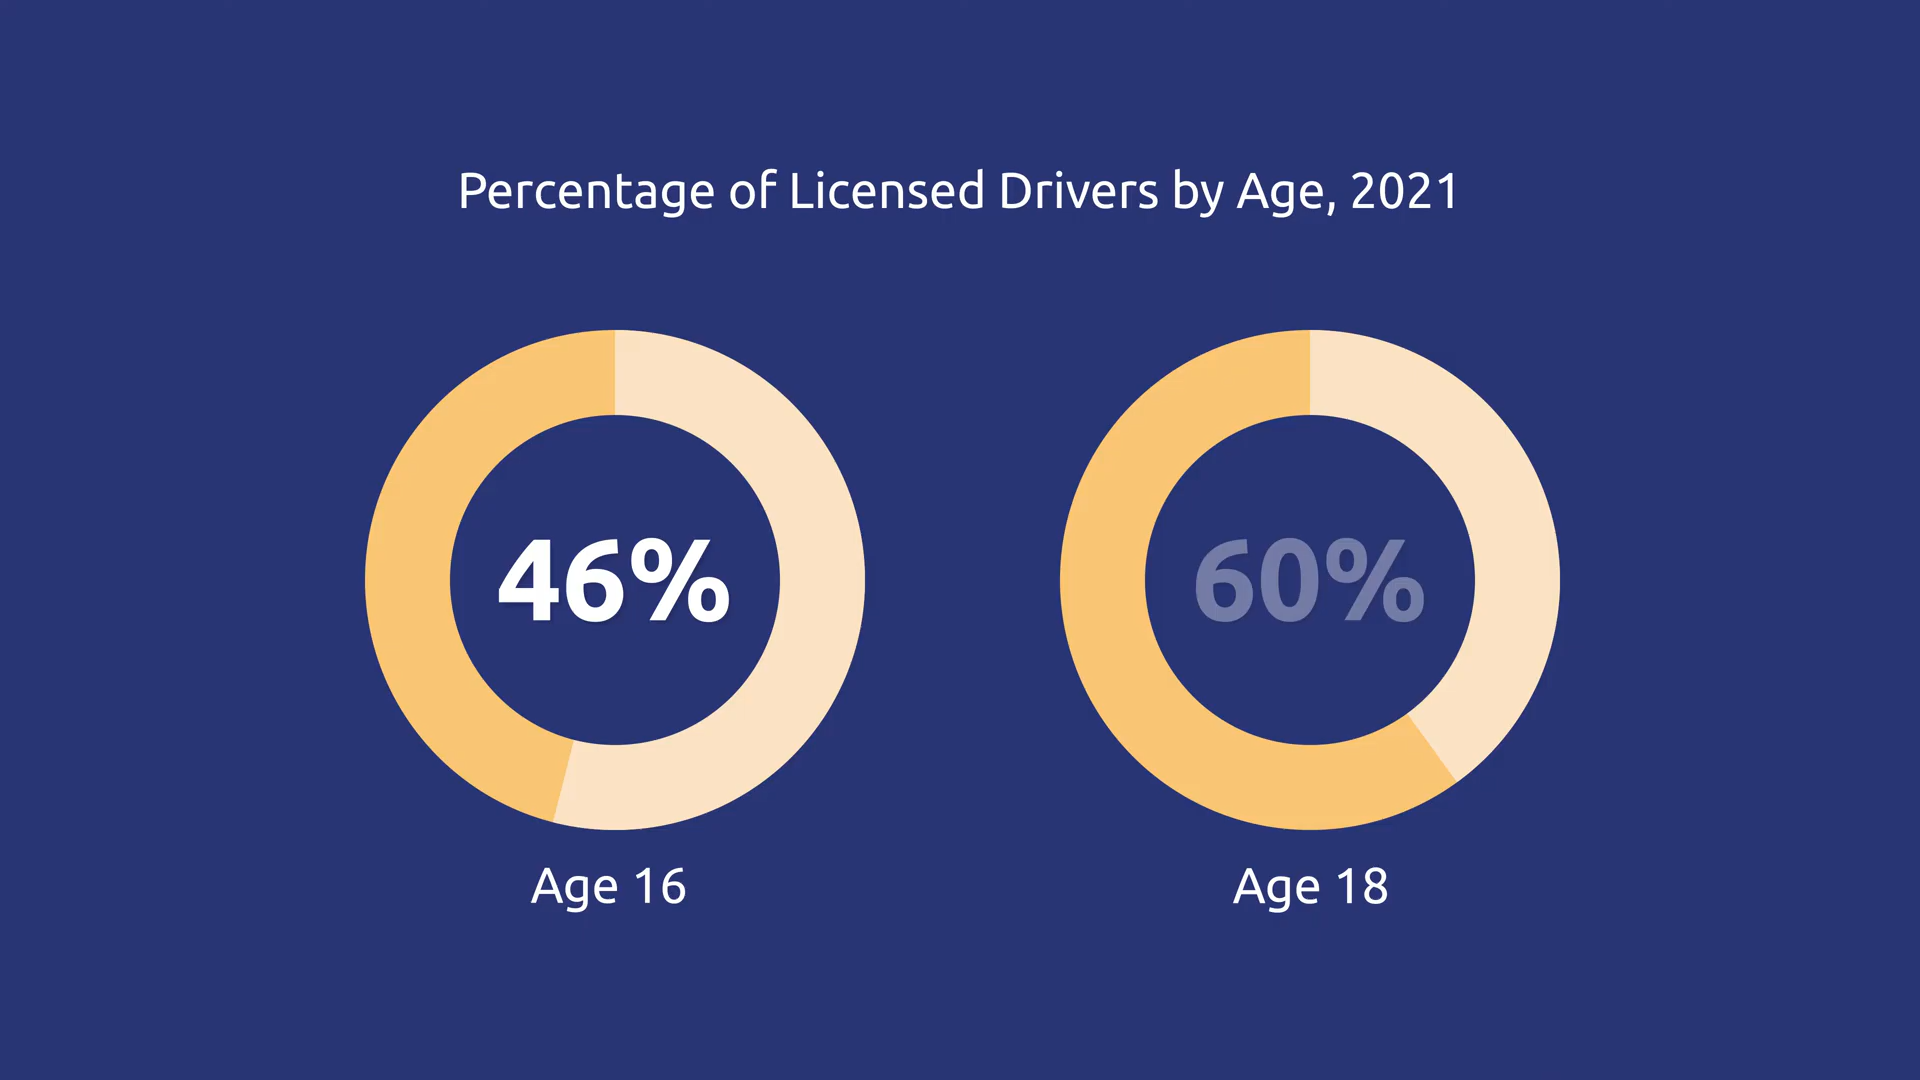 Percentage of Licensed Drivers by Age, 2021
46%
60%
Age 16
Age 18